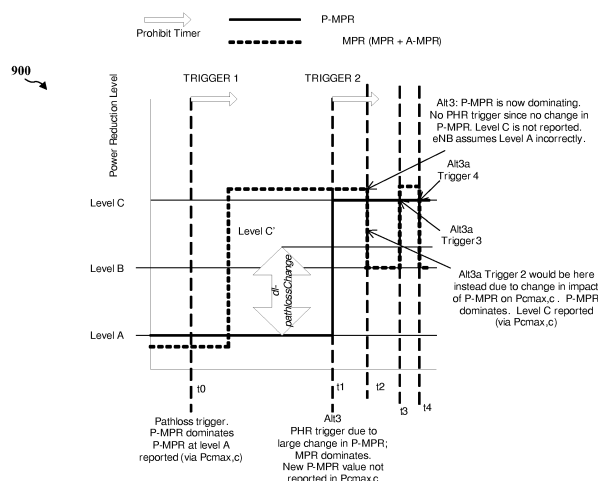 Prohibit Timer
P-MPR
MPR (MPR + A-MPR)
900
TRIGGER 1
TRIGGER 2
Power Reduction Level
Alt3: P-MPR is now dominating.
No PHR trigger since no change in
P-MPR. Level C is not reported.
eNB assumes Level A incorrectly.
Alt3a
Trigger 4
Level C
Level C'
Alt3a
Trigger 3
Level B
dl-
pathlossChange
Alt3a Trigger 2 would be here
instead due to change in impact
of P-MPR on Pcmax,c . P-MPR
dominates. Level C reported
(via Pcmax,c)
Level A
t0
t1
t2
t3
t4
Pathloss trigger.
P-MPR dominates
P-MPR at level A
reported (via Pcmax,c)
Alt3
PHR trigger due to
large change in P-MPR;
MPR dominates.
New P-MPR value not
reported in Pcmax,c